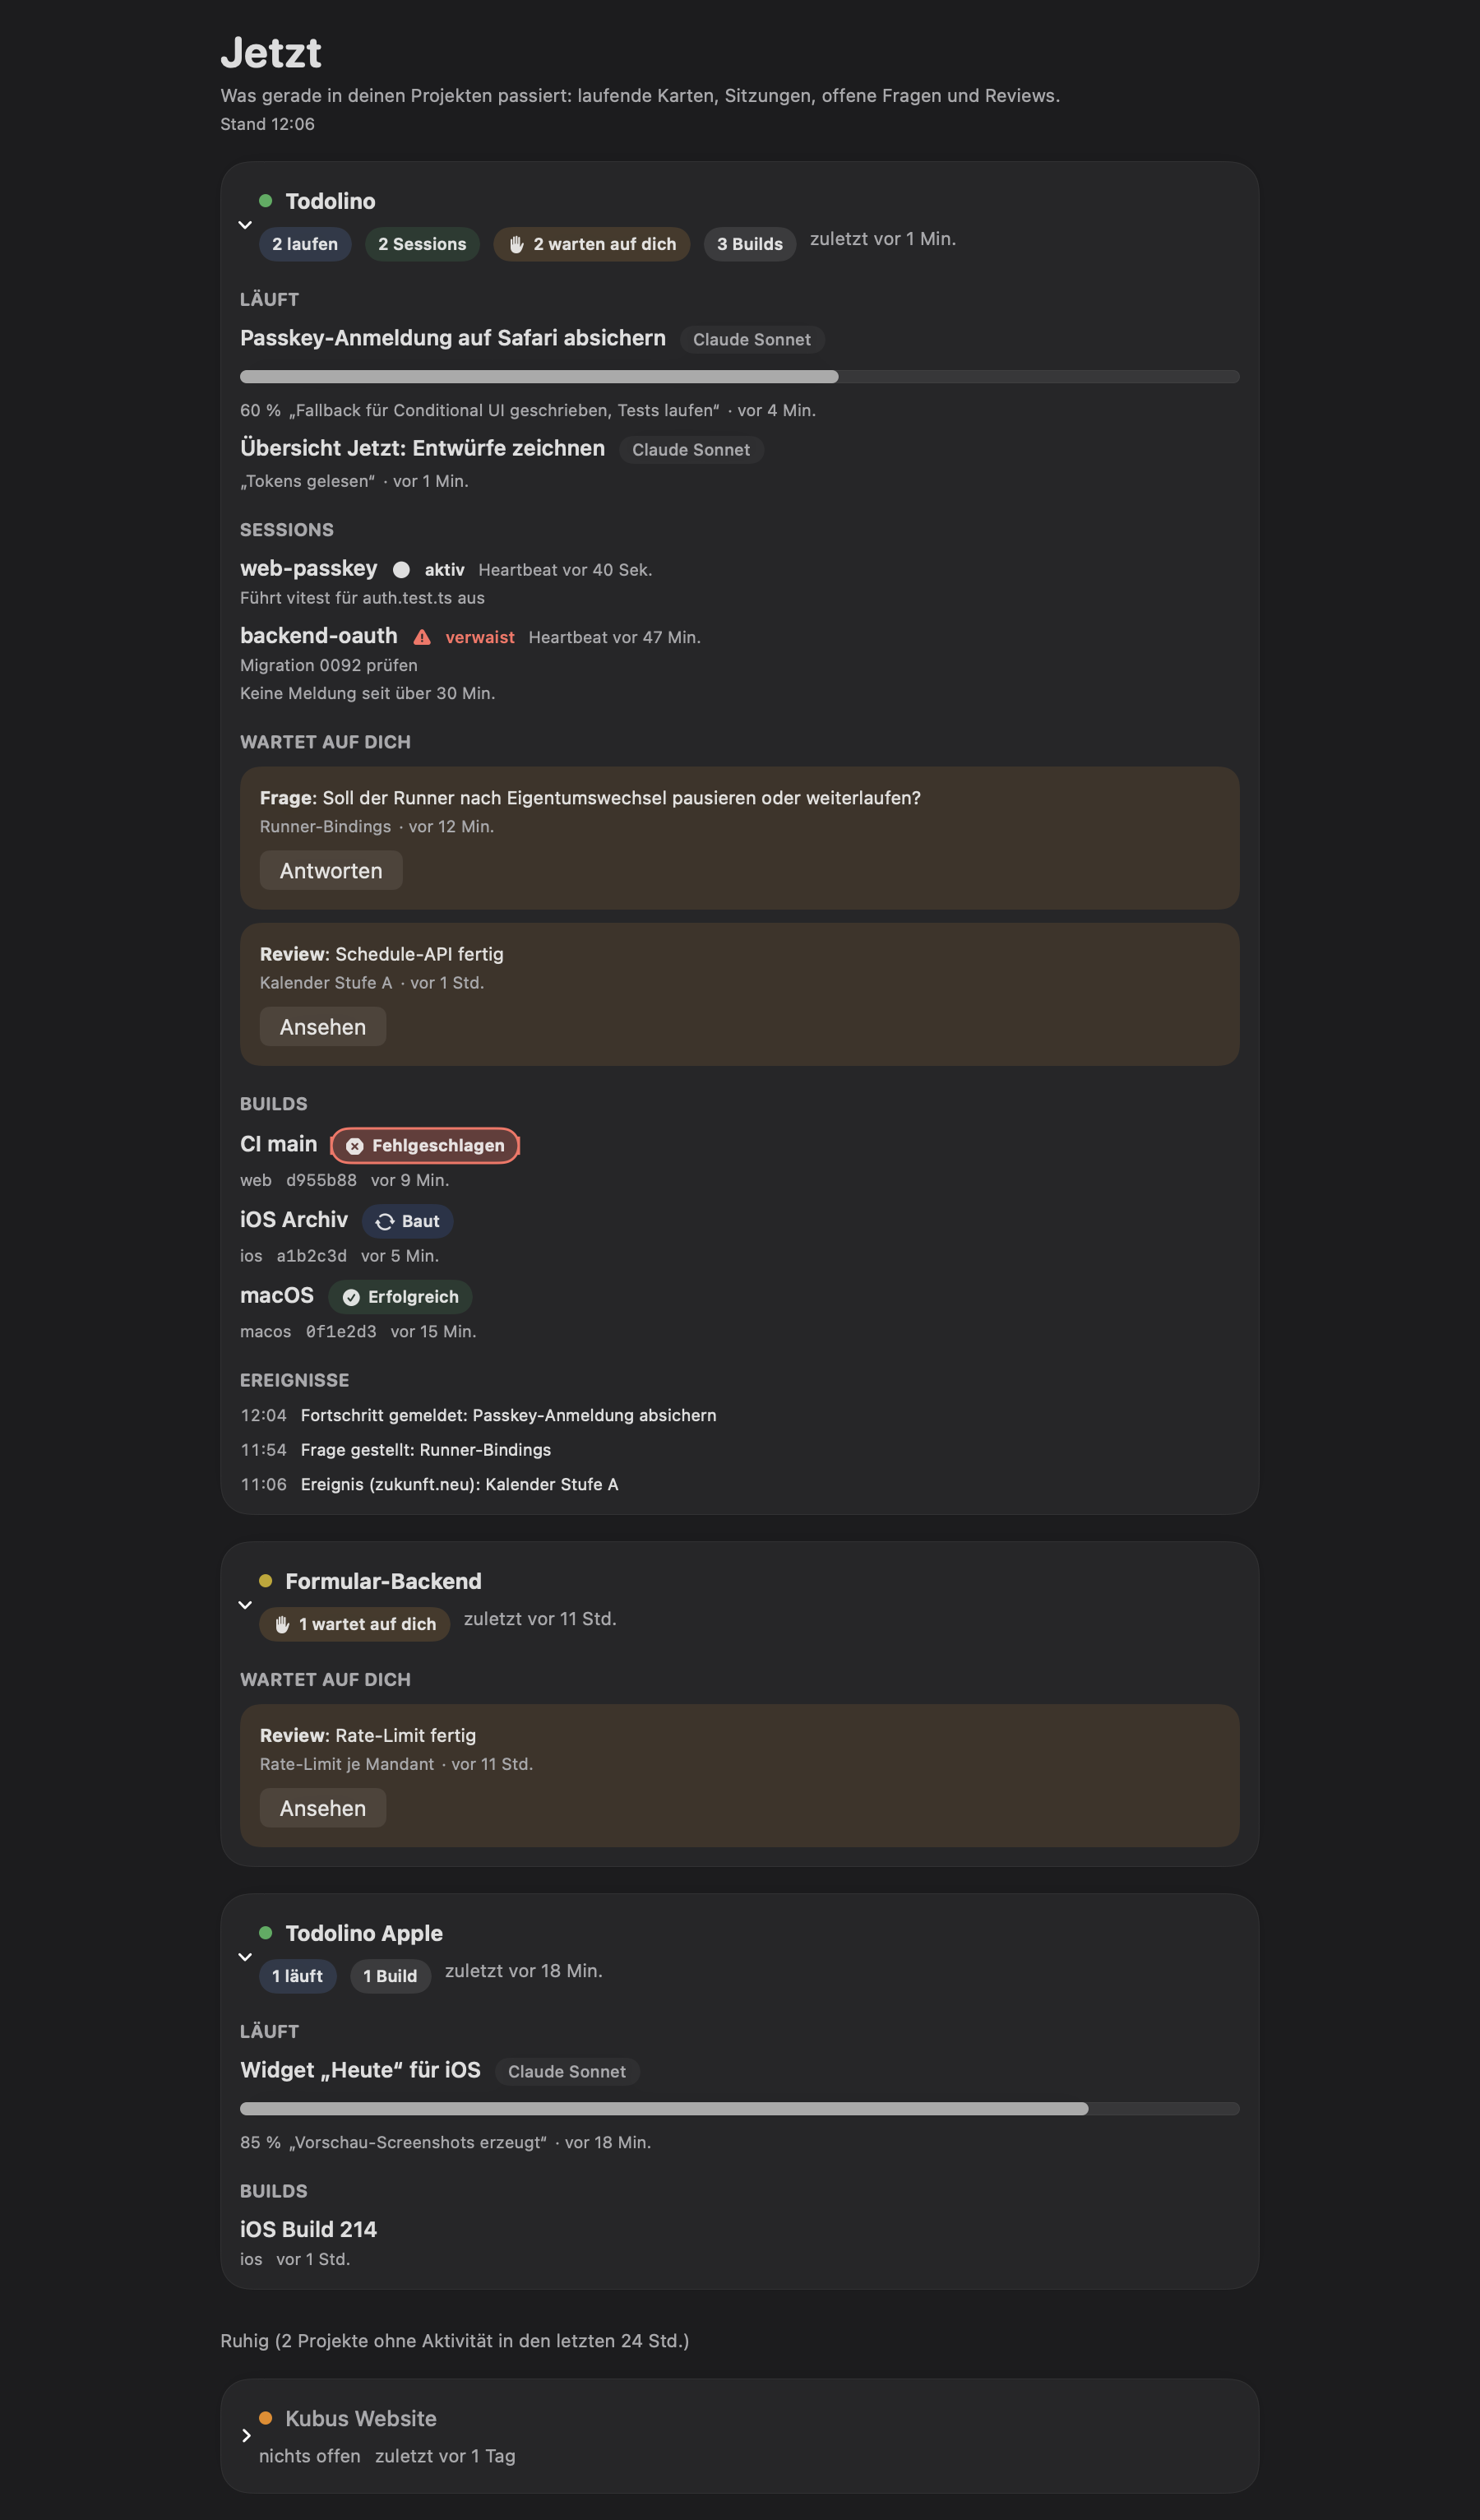 Jetzt
Was gerade in deinen Projekten passiert: laufende Karten, Sitzungen, offene Fragen und Reviews.
Stand 12:06
Todolino
2 laufen 2 Sessions 2 warten auf dich 3 Builds zuletzt vor 1 Min.
LÄUFT
Passkey-Anmeldung auf Safari absichern Claude Sonnet
60 % „Fallback für Conditional UI geschrieben, Tests laufen“ · vor 4 Min.
Übersicht Jetzt: Entwürfe zeichnen Claude Sonnet
„Tokens gelesen“ · vor 1 Min.
SESSIONS
web-passkey aktiv Heartbeat vor 40 Sek.
Führt vitest für auth.test.ts aus
backend-oauth verwaist Heartbeat vor 47 Min.
Migration 0092 prüfen
Keine Meldung seit über 30 Min.
WARTET AUF DICH
Frage: Soll der Runner nach Eigentumswechsel pausieren oder weiterlaufen?
Runner-Bindings · vor 12 Min.
Antworten
Review: Schedule-API fertig
Kalender Stufe A · vor 1 Std.
Ansehen
BUILDS
CI main Fehlgeschlagen
web d955b88 vor 9 Min.
iOS Archiv Baut
ios a1b2c3d vor 5 Min.
macOS Erfolgreich
macos 0f1e2d3 vor 15 Min.
EREIGNISSE
12:04 Fortschritt gemeldet: Passkey-Anmeldung absichern
11:54 Frage gestellt: Runner-Bindings
11:06 Ereignis (zukunft.neu): Kalender Stufe A
Formular-Backend
1 wartet auf dich zuletzt vor 11 Std.
WARTET AUF DICH
Review: Rate-Limit fertig
Rate-Limit je Mandant · vor 11 Std.
Ansehen
Todolino Apple
1 läuft 1 Build zuletzt vor 18 Min.
LÄUFT
Widget „Heute“ für iOS Claude Sonnet
85 % „Vorschau-Screenshots erzeugt“ · vor 18 Min.
BUILDS
iOS Build 214
ios vor 1 Std.
Ruhig (2 Projekte ohne Aktivität in den letzten 24 Std.)
Kubus Website
nichts offen zuletzt vor 1 Tag